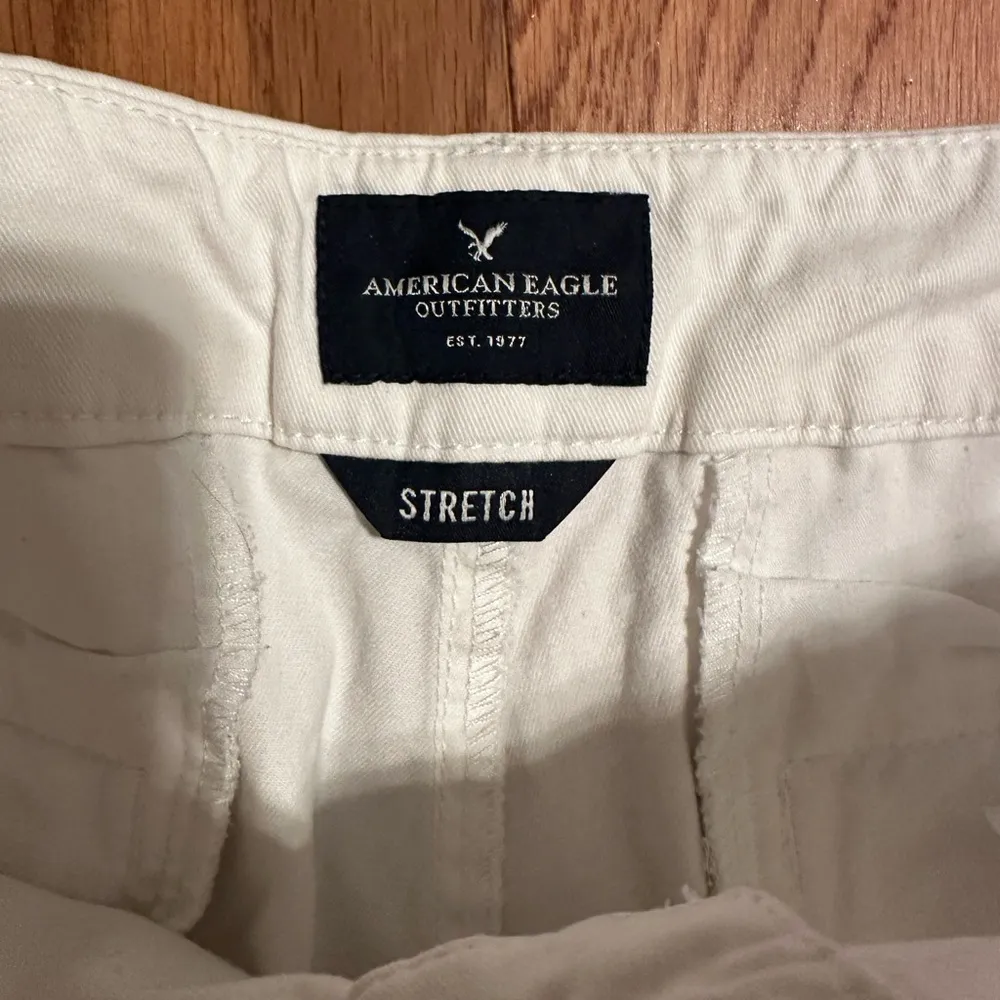 AMERICAN EAGLE
OUTFITTERS
EST. 1977
STRETCH